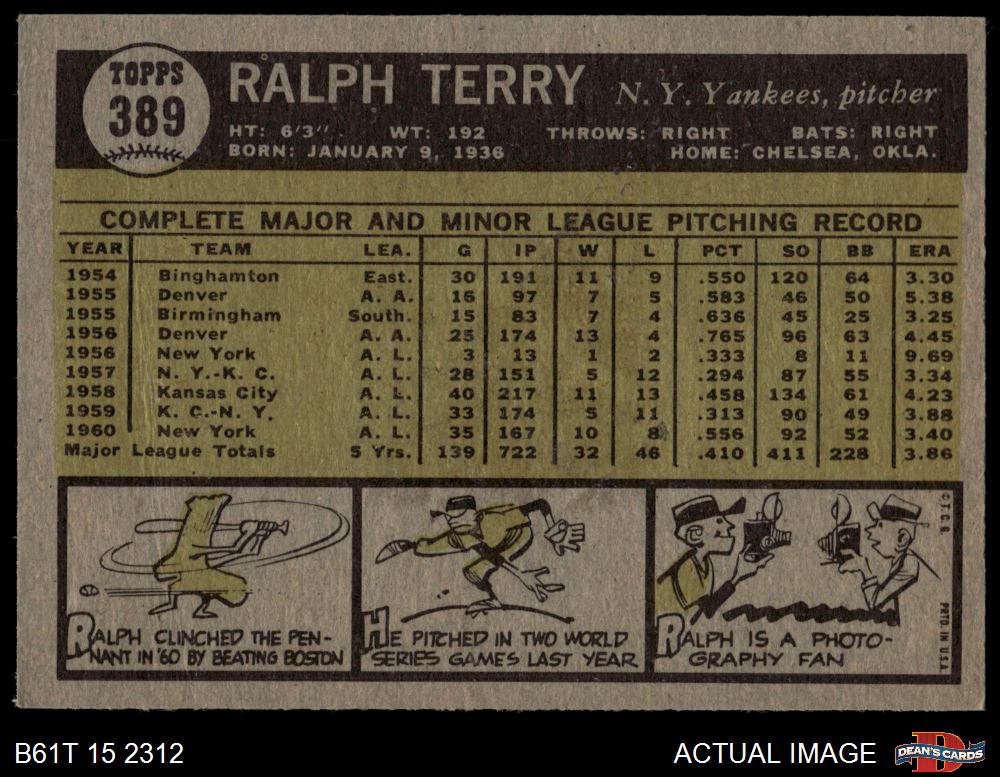 TOPPS
389
RALPH TERRY N. Y. Yankees, pitcher
HT: 6'3" WT: 192 THROWS: RIGHT BATS: RIGHT
BORN: JANUARY 9, 1936 HOME: CHELSEA, OKLA.
COMPLETE MAJOR AND MINOR LEAGUE PITCHING RECORD
YEAR TEAM LEA. G IP W L PCT SO BB ERA
1954 Binghamton East. 30 191 11 9 .550 120 64 3.30
1955 Denver A. A. 16 97 7 5 .583 46 50 5.38
1955 Birmingham South. 15 83 7 4 .636 45 25 3.25
1956 Denver A. A. 25 174 13 4 .765 96 63 4.45
1956 New York A. L. 3 13 1 2 .333 8 11 9.69
1957 N. Y.-K. C. A. L. 28 151 5 12 .294 87 55 3.34
1958 Kansas City A. L. 40 217 11 13 .458 134 61 4.23
1959 K. C.-N. Y. A. L. 33 174 5 11 .313 90 49 3.88
1960 New York A. L. 35 167 10 8 .556 92 52 3.40
Major League Totals 5 Yrs. 139 722 32 46 .410 411 228 3.86
RALPH CLINCHED THE PEN-
NANT IN '60 BY BEATING BOSTON
HE PITCHED IN TWO WORLD
SERIES GAMES LAST YEAR
RALPH IS A PHOTO-
GRAPHY FAN
© T.C.G. PRTD IN U.S.A.
B61T 15 2312
ACTUAL IMAGE
DEAN'S CARDS